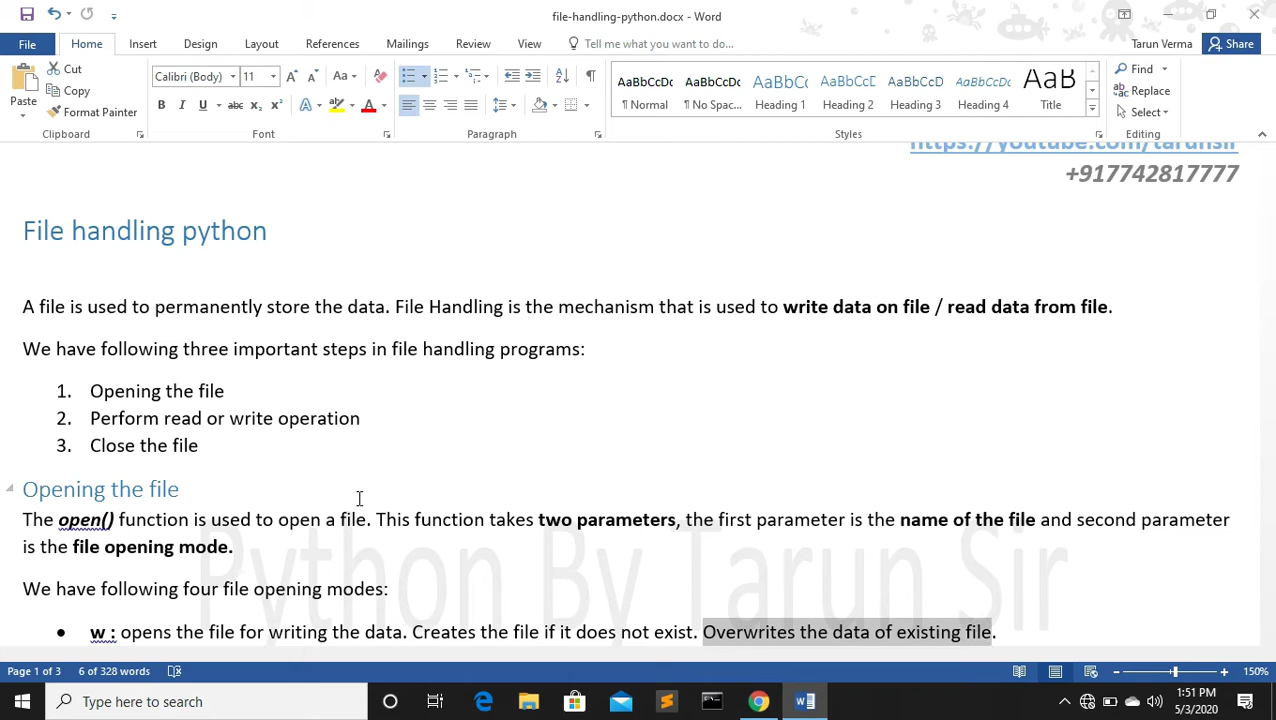 file-handling-python.docx - Word
File Home Insert Design Layout References Mailings Review View Tell me what you want to do... Tarun Verma Share
Paste Cut Copy Format Painter Clipboard
Calibri (Body) 11 Aa A
B I U abc X₂ X² A A Font
Paragraph
AaBbCcDc AaBbCcDc AaBbCc AaBbCcD AaBbCcDc AaBbCcDc AaB
¶ Normal ¶ No Spac... Heading Heading 2 Heading 3 Heading 4 Title
Styles
Find Replace Select Editing
https://youtube.com/tarunsir
+917742817777
File handling python
A file is used to permanently store the data. File Handling is the mechanism that is used to write data on file / read data from file.
We have following three important steps in file handling programs:
1. Opening the file
2. Perform read or write operation
3. Close the file
Opening the file
The open() function is used to open a file. This function takes two parameters, the first parameter is the name of the file and second parameter
is the file opening mode.
We have following four file opening modes:
• w : opens the file for writing the data. Creates the file if it does not exist. Overwrites the data of existing file.
Python By Tarun Sir
Page 1 of 3 6 of 328 words 150%
Type here to search
1:51 PM
5/3/2020